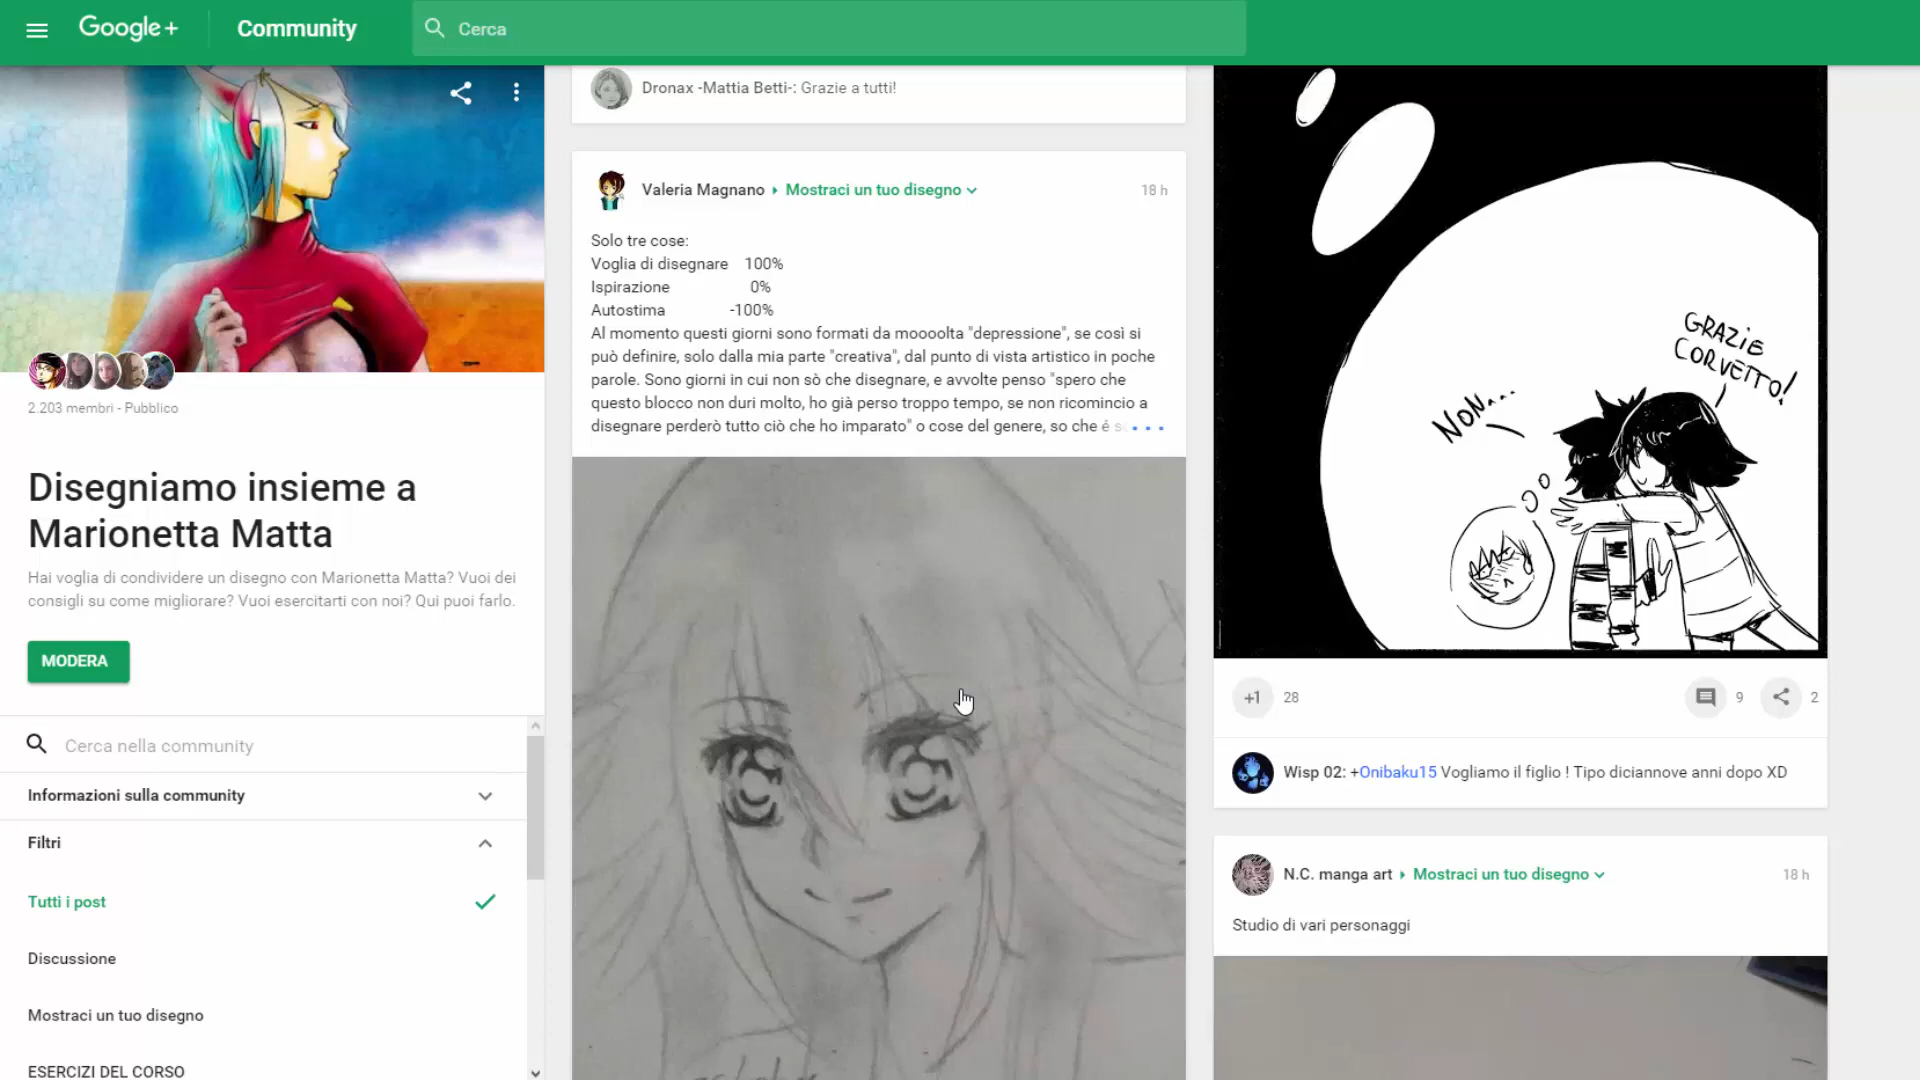 Google+
Community
Cerca
2.203 membri - Pubblico
Disegniamo insieme a
Marionetta Matta
Hai voglia di condividere un disegno con Marionetta Matta? Vuoi dei
consigli su come migliorare? Vuoi esercitarti con noi? Qui puoi farlo.
MODERA
Cerca nella community
Informazioni sulla community
Filtri
Tutti i post
Discussione
Mostraci un tuo disegno
ESERCIZI DEL CORSO
Dronax -Mattia Betti-: Grazie a tutti!
Valeria Magnano Mostraci un tuo disegno 18 h
Solo tre cose:
Voglia di disegnare 100%
Ispirazione 0%
Autostima -100%
Al momento questi giorni sono formati da moooolta "depressione", se così si
può definire, solo dalla mia parte "creativa", dal punto di vista artistico in poche
parole. Sono giorni in cui non sò che disegnare, e avvolte penso "spero che
questo blocco non duri molto, ho già perso troppo tempo, se non ricomincio a
disegnare perderò tutto ciò che ho imparato" o cose del genere, so che é
GRAZIE
CORVETTO!
NON...
+1 28 9 2
Wisp 02: +Onibaku15 Vogliamo il figlio ! Tipo diciannove anni dopo XD
N.C. manga art Mostraci un tuo disegno 18 h
Studio di vari personaggi